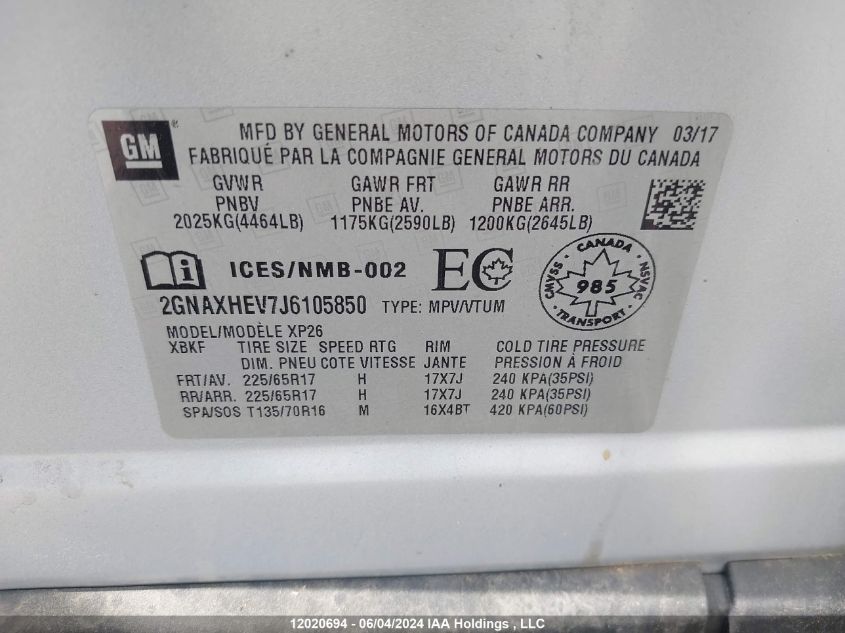 GM ® MFD BY GENERAL MOTORS OF CANADA COMPANY 03/17
FABRIQUÉ PAR LA COMPAGNIE GENERAL MOTORS DU CANADA
GVWR GAWR FRT GAWR RR
PNBV PNBE AV. PNBE ARR.
2025KG(4464LB) 1175KG(2590LB) 1200KG(2645LB)
i ICES/NMB-002 EC
CANADA
CMVSS 985 NSVAC
TRANSPORT
2GNAXHEV7J6105850 TYPE: MPV/VTUM
MODEL/MODÈLE XP26
XBKF TIRE SIZE SPEED RTG RIM COLD TIRE PRESSURE
DIM. PNEU COTE VITESSE JANTE PRESSION À FROID
FRT/AV. 225/65R17 H 17X7J 240 KPA(35PSI)
RR/ARR. 225/65R17 H 17X7J 240 KPA(35PSI)
SPA/SOS T135/70R16 M 16X4BT 420 KPA(60PSI)
12020694 - 06/04/2024 IAA Holdings , LLC